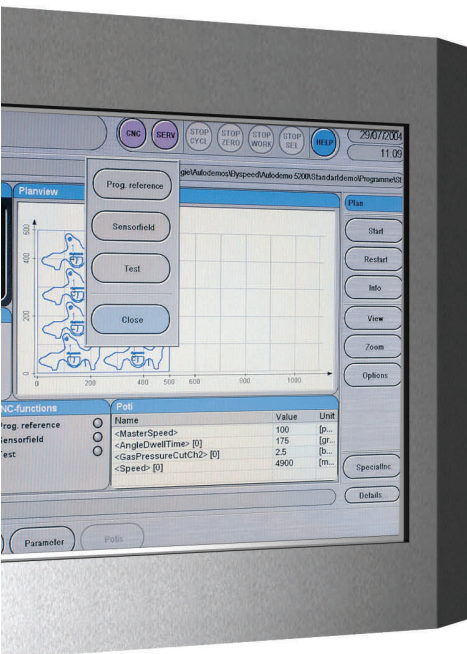 CNC
SERV
STOP
CYCL
STOP
ZERO
STOP
WORK
STOP
SEL
HELP
29/07/2004
11.09
gie\Autodemos\Byspeed\Autodemo 5200\Standartdemo\Programme\St
Planview
Prog. reference
Sensorfield
Test
Close
500
400
200
0
0
200
400
500
600
800
1000
Plan
Start
Restart
Info
View
Zoom
Options
SpecialInc.
Details...
NC-functions
Prog. reference
Sensorfield
Test
Poti
Name Value Unit
<MasterSpeed> 100 [p...
<AngleDwellTime> [0] 175 [gr...
<GasPressureCutCh2> [0] 2.5 [b...
<Speed> [0] 4900 [m...
Parameter
Potis